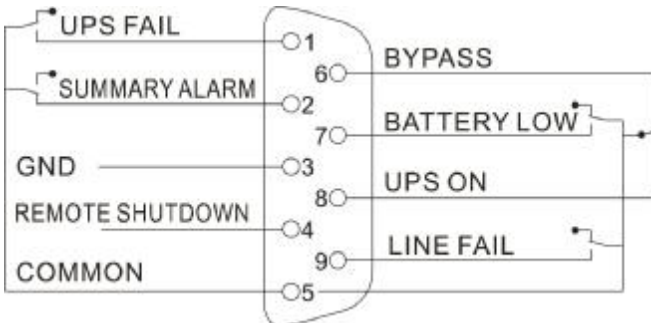 UPS FAIL
1
BYPASS
6
SUMMARY ALARM
2
BATTERY LOW
7
GND
3
UPS ON
8
REMOTE SHUTDOWN
4
LINE FAIL
9
COMMON
5